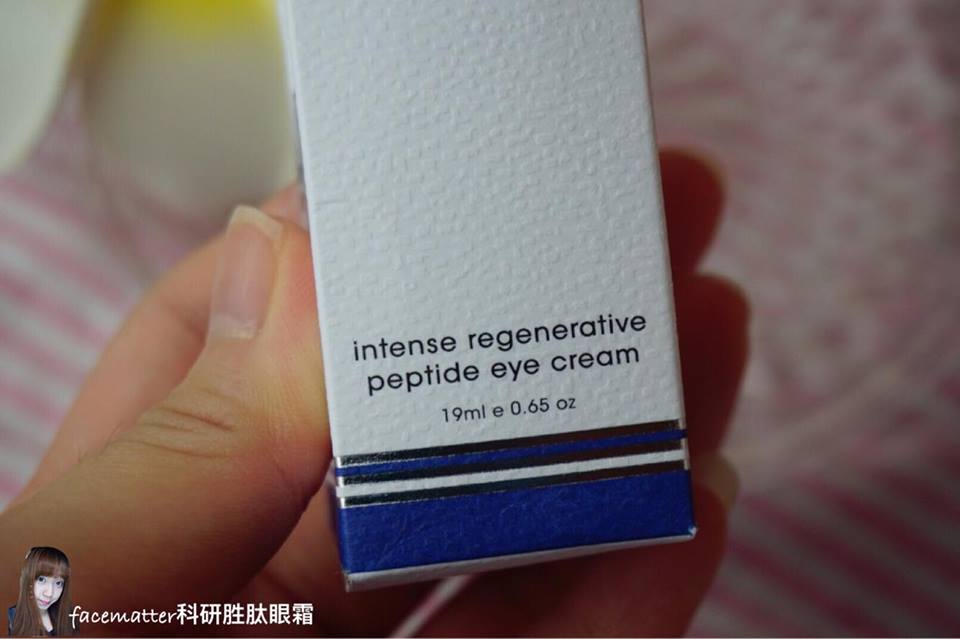 intense regenerative
peptide eye cream
19ml e 0.65 oz
facematter科研胜肽眼霜